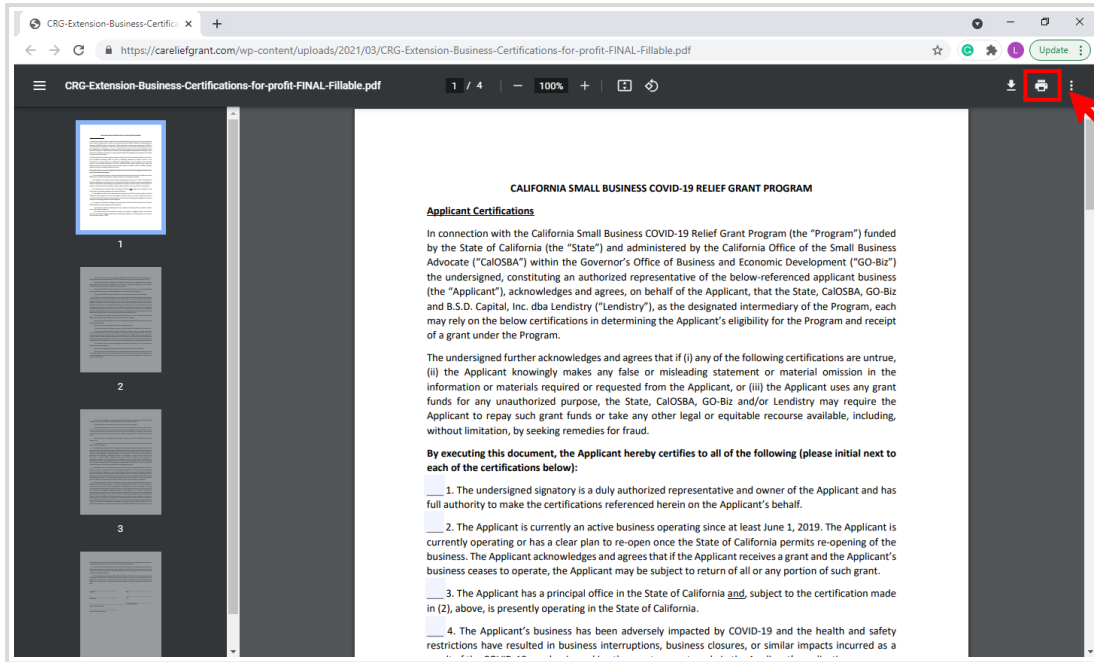 CRG-Extension-Business-Certifica
https://careliefgrant.com/wp-content/uploads/2021/03/CRG-Extension-Business-Certifications-for-profit-FINAL-Fillable.pdf
L
Update
CRG-Extension-Business-Certifications-for-profit-FINAL-Fillable.pdf
1 / 4
100%
CALIFORNIA SMALL BUSINESS COVID-19 RELIEF GRANT PROGRAM
Applicant Certifications
In connection with the California Small Business COVID-19 Relief Grant Program (the “Program”) funded
by the State of California (the “State”) and administered by the California Office of the Small Business
Advocate (“CalOSBA”) within the Governor’s Office of Business and Economic Development (“GO-Biz”)
the undersigned, constituting an authorized representative of the below-referenced applicant business
(the “Applicant”), acknowledges and agrees, on behalf of the Applicant, that the State, CalOSBA, GO-Biz
and B.S.D. Capital, Inc. dba Lendistry (“Lendistry”), as the designated intermediary of the Program, each
may rely on the below certifications in determining the Applicant’s eligibility for the Program and receipt
of a grant under the Program.
The undersigned further acknowledges and agrees that if (i) any of the following certifications are untrue,
(ii) the Applicant knowingly makes any false or misleading statement or material omission in the
information or materials required or requested from the Applicant, or (iii) the Applicant uses any grant
funds for any unauthorized purpose, the State, CalOSBA, GO-Biz and/or Lendistry may require the
Applicant to repay such grant funds or take any other legal or equitable recourse available, including,
without limitation, by seeking remedies for fraud.
By executing this document, the Applicant hereby certifies to all of the following (please initial next to
each of the certifications below):
___ 1. The undersigned signatory is a duly authorized representative and owner of the Applicant and has
full authority to make the certifications referenced herein on the Applicant’s behalf.
___ 2. The Applicant is currently an active business operating since at least June 1, 2019. The Applicant is
currently operating or has a clear plan to re-open once the State of California permits re-opening of the
business. The Applicant acknowledges and agrees that if the Applicant receives a grant and the Applicant’s
business ceases to operate, the Applicant may be subject to return of all or any portion of such grant.
___ 3. The Applicant has a principal office in the State of California and, subject to the certification made
in (2), above, is presently operating in the State of California.
___ 4. The Applicant’s business has been adversely impacted by COVID-19 and the health and safety
restrictions have resulted in business interruptions, business closures, or similar impacts incurred as a
1
2
3